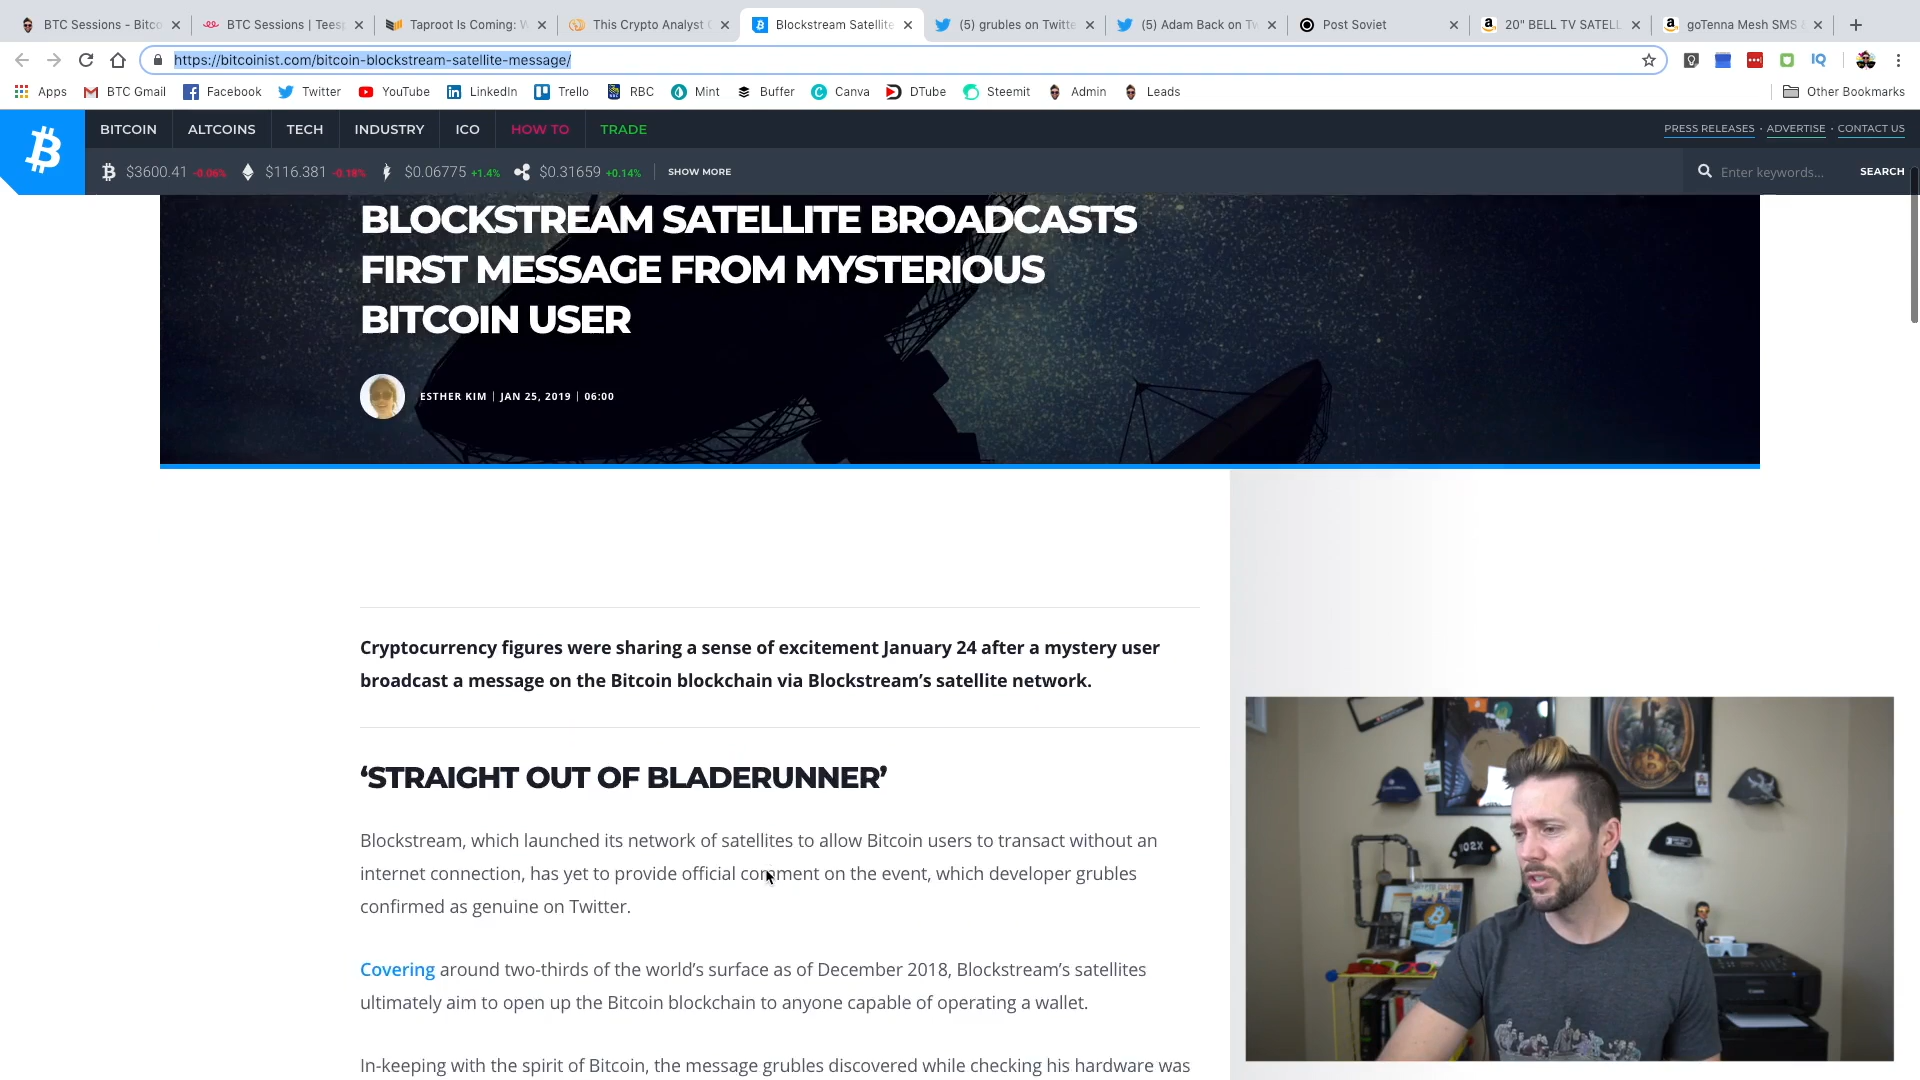 BTC Sessions - Bitco
BTC Sessions | Teesp
Taproot Is Coming: W
This Crypto Analyst
Blockstream Satellite
(5) grubles on Twitte
(5) Adam Back on Tw
Post Soviet
20" BELL TV SATELL
goTenna Mesh SMS
https://bitcoinist.com/bitcoin-blockstream-satellite-message/
IQ
Apps
BTC Gmail
Facebook
Twitter
YouTube
LinkedIn
Trello
RBC
Mint
Buffer
Canva
DTube
Steemit
Admin
Leads
Other Bookmarks
BITCOIN
ALTCOINS
TECH
INDUSTRY
ICO
HOW TO
TRADE
PRESS RELEASES · ADVERTISE · CONTACT US
$3600.41 -0.06%
$116.381 -0.18%
$0.06775 +1.4%
$0.31659 +0.14%
SHOW MORE
Enter keywords...
SEARCH
BLOCKSTREAM SATELLITE BROADCASTS
FIRST MESSAGE FROM MYSTERIOUS
BITCOIN USER
ESTHER KIM | JAN 25, 2019 | 06:00
Cryptocurrency figures were sharing a sense of excitement January 24 after a mystery user
broadcast a message on the Bitcoin blockchain via Blockstream’s satellite network.
‘STRAIGHT OUT OF BLADERUNNER’
Blockstream, which launched its network of satellites to allow Bitcoin users to transact without an
internet connection, has yet to provide official comment on the event, which developer grubles
confirmed as genuine on Twitter.
Covering around two-thirds of the world’s surface as of December 2018, Blockstream’s satellites
ultimately aim to open up the Bitcoin blockchain to anyone capable of operating a wallet.
In-keeping with the spirit of Bitcoin, the message grubles discovered while checking his hardware was